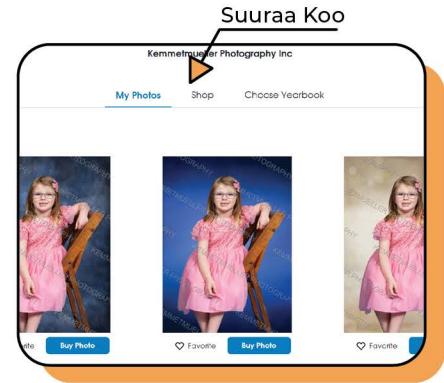 Suuraa Koo
Kemmetmueller Photography Inc
My Photos Shop Choose Yearbook
Favorite Buy Photo Favorite
Buy Photo